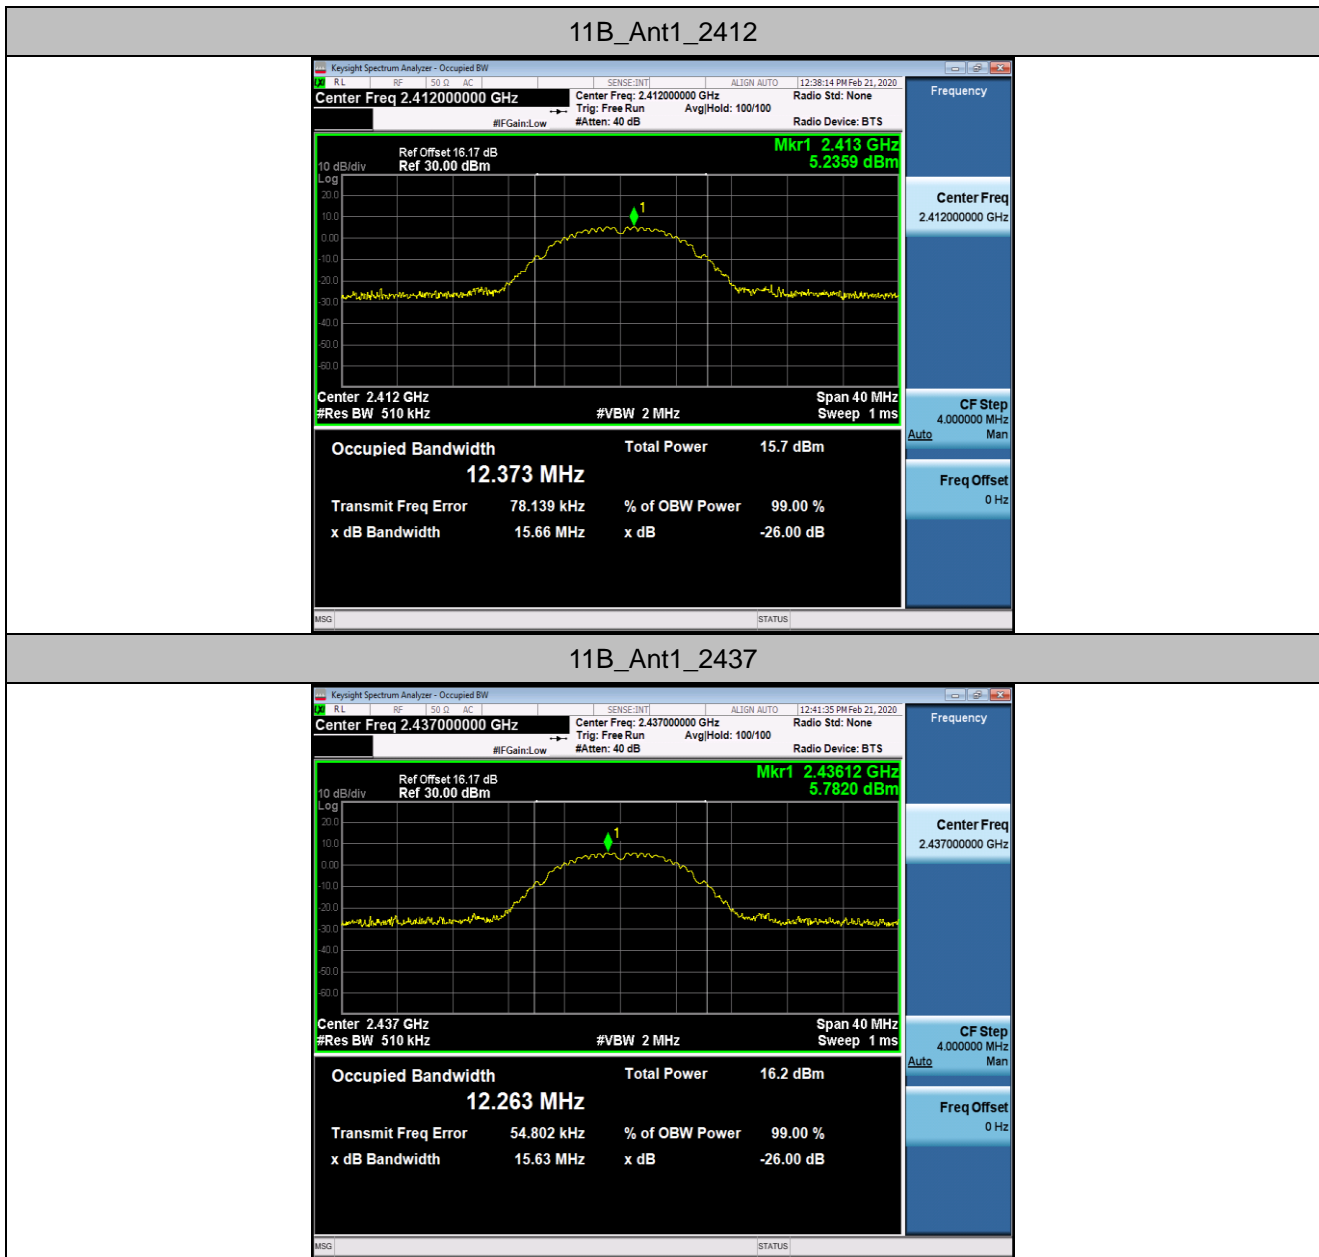 11B_Ant1_2412
Keysight Spectrum Analyzer - Occupied BW
RL RF 50 Ω AC SENSE:INT ALIGN AUTO 12:38:14 PM Feb 21, 2020
Center Freq 2.412000000 GHz
Center Freq: 2.412000000 GHz Radio Std: None
Trig: Free Run Avg|Hold: 100/100
#IFGain:Low #Atten: 40 dB Radio Device: BTS
Frequency
Mkr1 2.413 GHz
5.2359 dBm
Ref Offset 16.17 dB
10 dB/div Ref 30.00 dBm
Log
20.0
10.0
0.00
-10.0
-20.0
-30.0
-40.0
-50.0
-60.0
1
Center 2.412 GHz Span 40 MHz
#Res BW 510 kHz #VBW 2 MHz Sweep 1 ms
Center Freq
2.412000000 GHz
CF Step
4.000000 MHz
Auto Man
Freq Offset
0 Hz
Occupied Bandwidth Total Power 15.7 dBm
12.373 MHz
Transmit Freq Error 78.139 kHz % of OBW Power 99.00 %
x dB Bandwidth 15.66 MHz x dB -26.00 dB
MSG STATUS
11B_Ant1_2437
Keysight Spectrum Analyzer - Occupied BW
RL RF 50 Ω AC SENSE:INT ALIGN AUTO 12:41:35 PM Feb 21, 2020
Center Freq 2.437000000 GHz
Center Freq: 2.437000000 GHz Radio Std: None
Trig: Free Run Avg|Hold: 100/100
#IFGain:Low #Atten: 40 dB Radio Device: BTS
Frequency
Mkr1 2.43612 GHz
5.7820 dBm
Ref Offset 16.17 dB
10 dB/div Ref 30.00 dBm
Log
20.0
10.0
0.00
-10.0
-20.0
-30.0
-40.0
-50.0
-60.0
1
Center 2.437 GHz Span 40 MHz
#Res BW 510 kHz #VBW 2 MHz Sweep 1 ms
Center Freq
2.437000000 GHz
CF Step
4.000000 MHz
Auto Man
Freq Offset
0 Hz
Occupied Bandwidth Total Power 16.2 dBm
12.263 MHz
Transmit Freq Error 54.802 kHz % of OBW Power 99.00 %
x dB Bandwidth 15.63 MHz x dB -26.00 dB
MSG STATUS